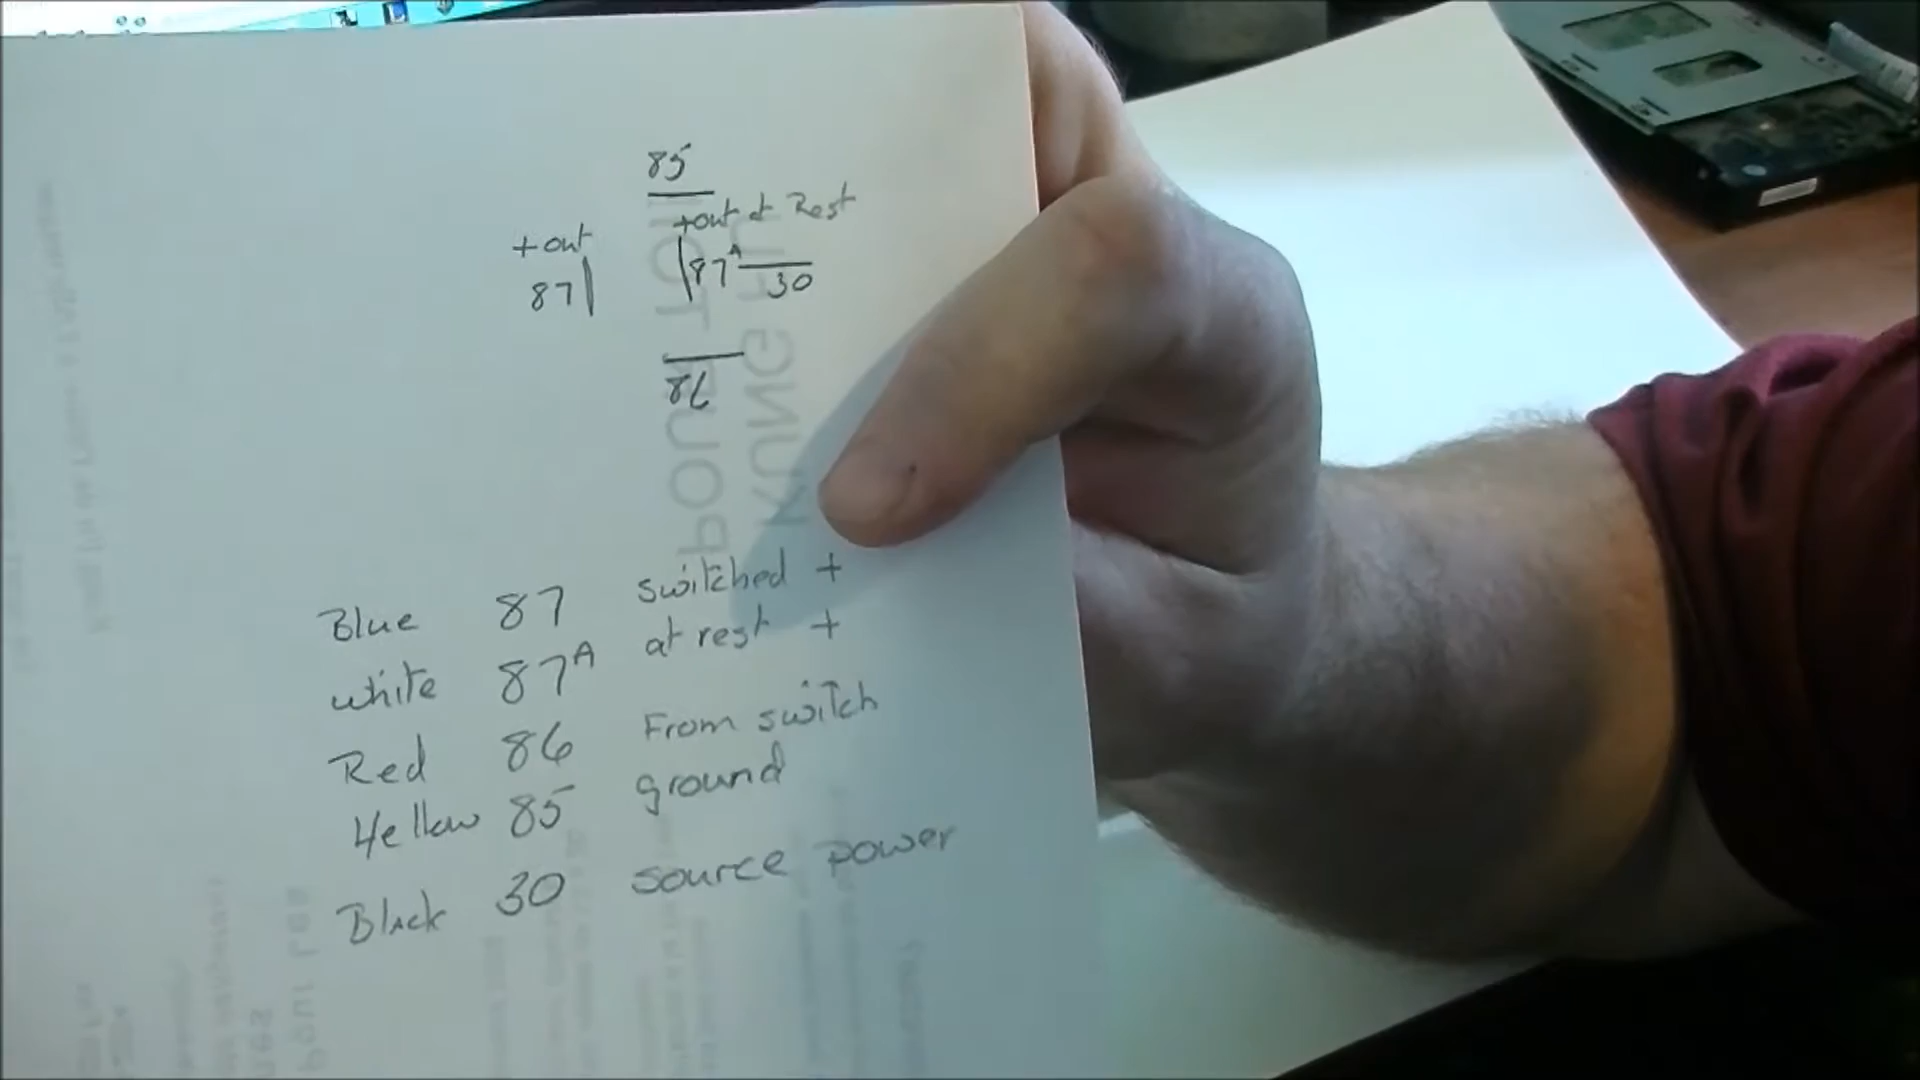 85
+out at Rest
+out
87 87A 30
86
Blue 87 switched +
white 87A at rest +
Red 86 From switch
Yellow 85 ground
Black 30 source power